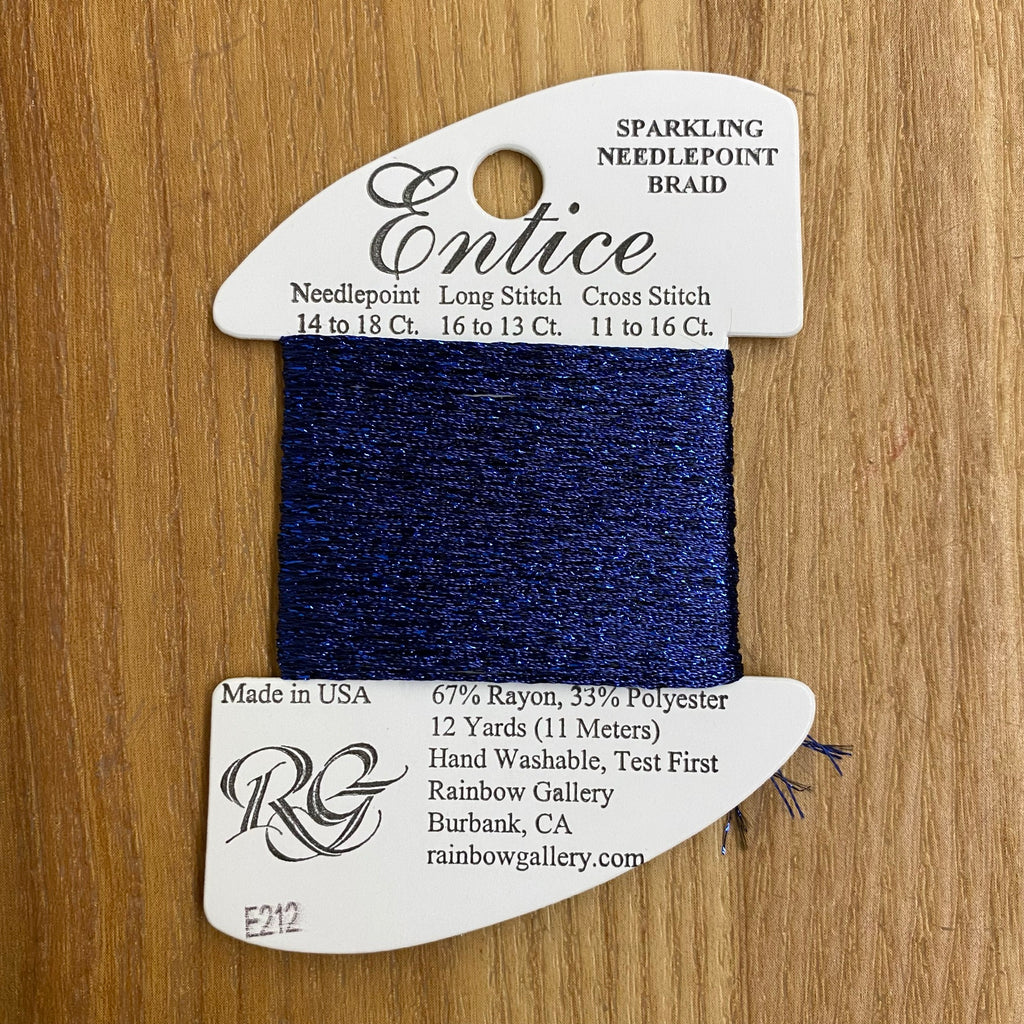 SPARKLING
NEEDLEPOINT
BRAID
Entice
Needlepoint Long Stitch Cross Stitch
14 to 18 Ct. 16 to 13 Ct. 11 to 16 Ct.
Made in USA
67% Rayon, 33% Polyester
12 Yards (11 Meters)
Hand Washable, Test First
Rainbow Gallery
Burbank, CA
rainbowgallery.com
RG
E212